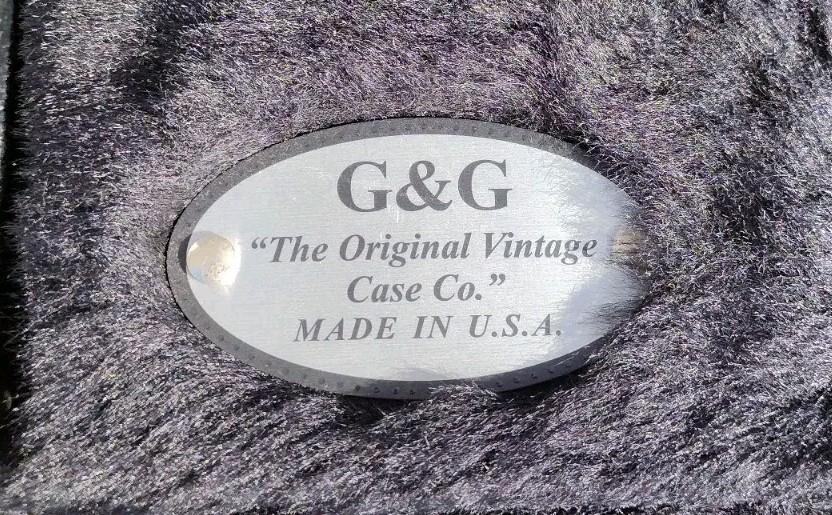 G&G
“The Original Vintage
Case Co.”
MADE IN U.S.A.